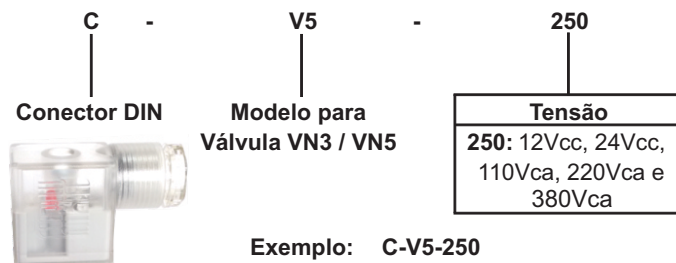 C - V5 - 250
Conector DIN
Modelo para
Válvula VN3 / VN5
Tensão
250: 12Vcc, 24Vcc,
110Vca, 220Vca e
380Vca
Exemplo: C-V5-250